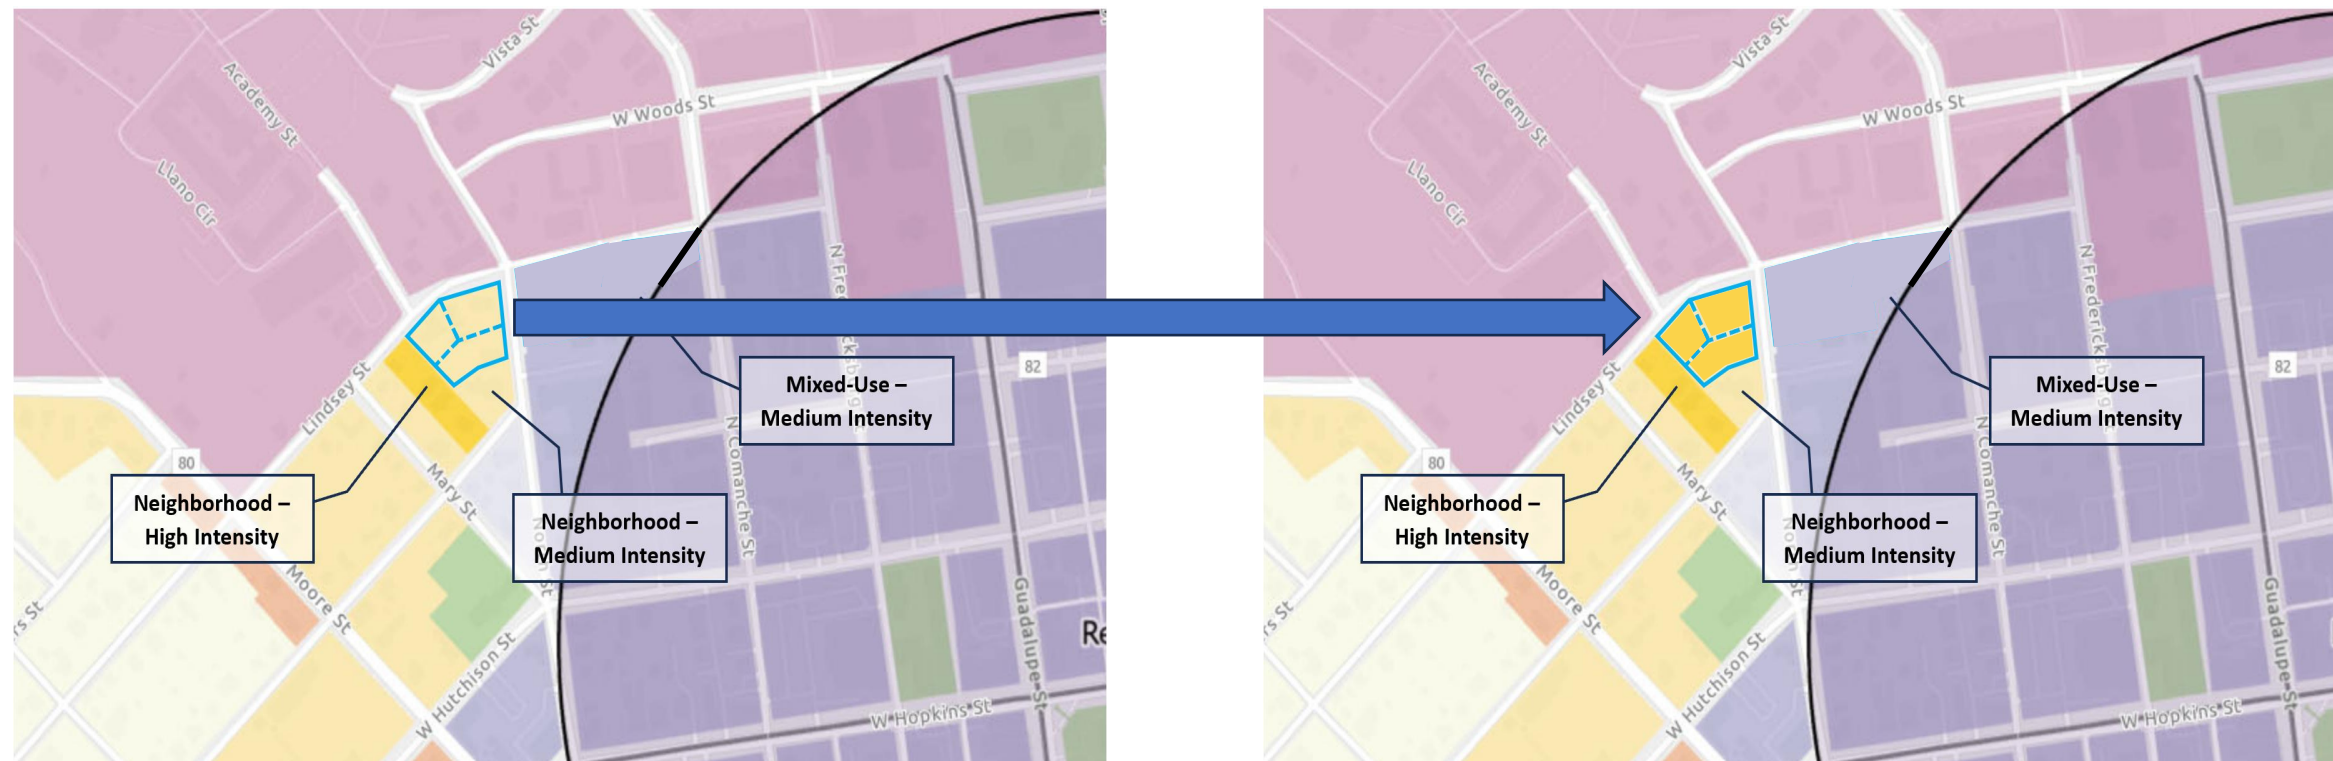 Vista St
Academy St
W Woods St
Llano Cir
N Fredericksburg
82
Mixed-Use –
Medium Intensity
Lindsey St
N Comanche St
80
Mary St
Neighborhood –
High Intensity
Neighborhood –
Medium Intensity
Moore St
Guadalupe St
W Hutchison St
W Hopkins St
Vista St
Academy St
W Woods St
Llano Cir
N Fredericksburg
82
Mixed-Use –
Medium Intensity
Lindsey St
N Comanche St
80
Mary St
Neighborhood –
High Intensity
Neighborhood –
Medium Intensity
Moore St
Guadalupe St
W Hutchison St
W Hopkins St